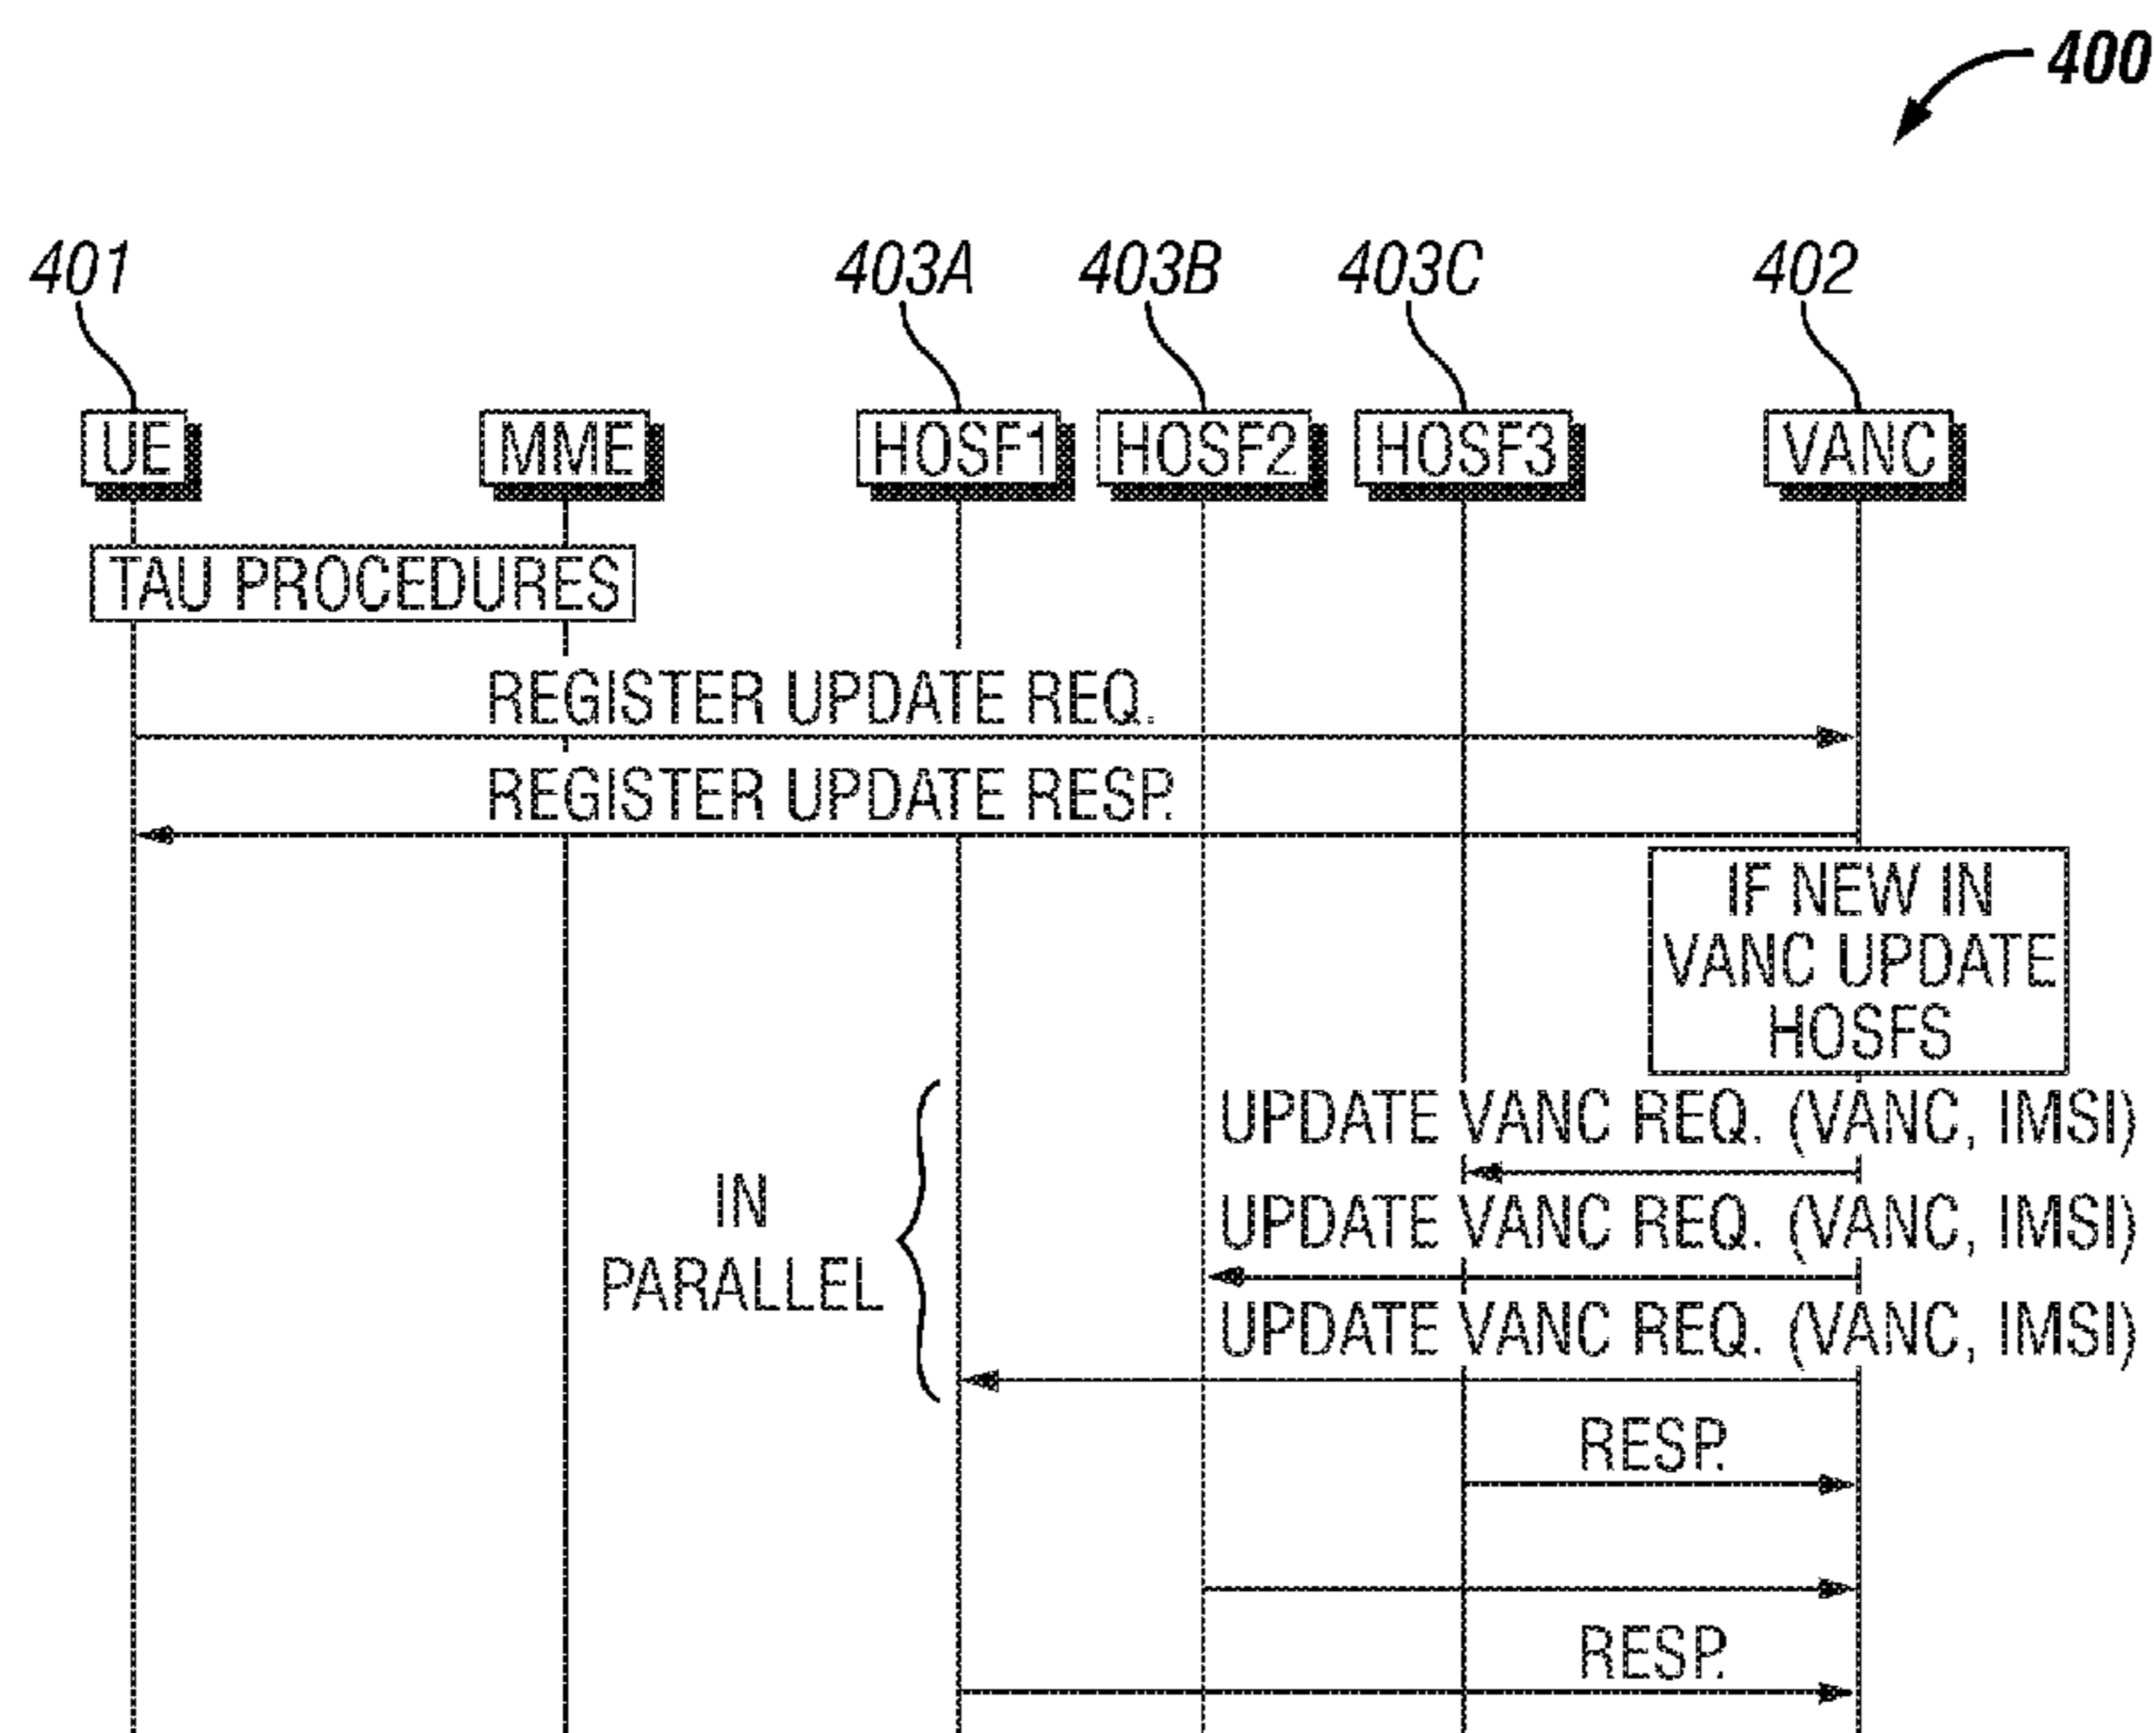 400
401 403A 403B 403C 402
UE MME HOSF1 HOSF2 HOSF3 VANC
TAU PROCEDURES
REGISTER UPDATE REQ.
REGISTER UPDATE RESP.
IF NEW IN
VANC UPDATE
HOSFS
UPDATE VANC REQ. (VANC, IMSI)
IN
PARALLEL
UPDATE VANC REQ. (VANC, IMSI)
UPDATE VANC REQ. (VANC, IMSI)
RESP.
RESP.